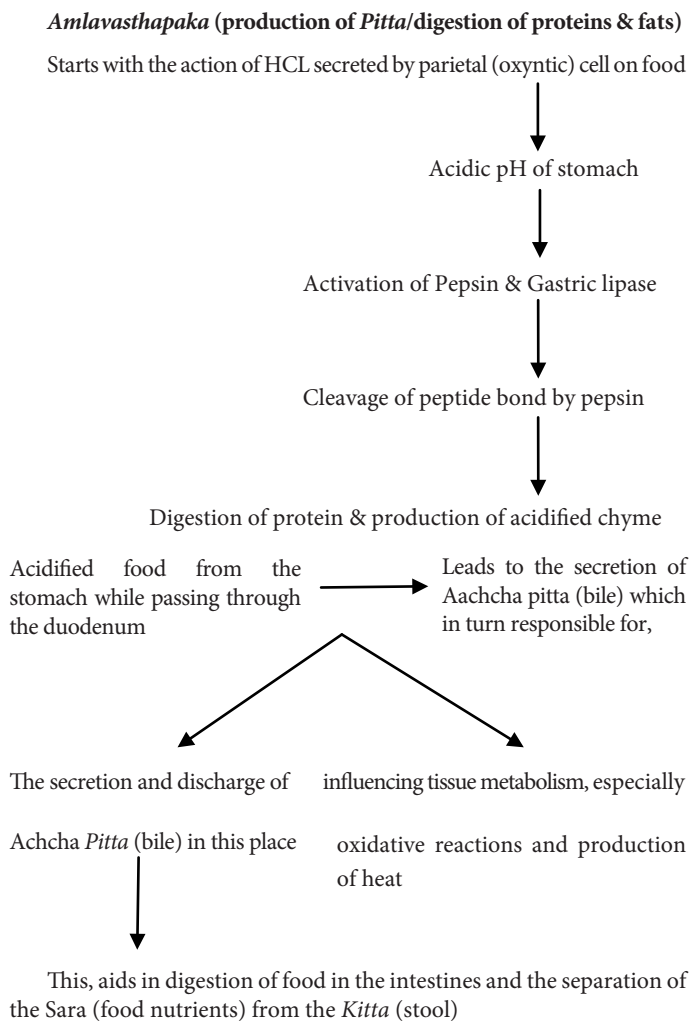 Amlavasthapaka (production of Pitta/digestion of proteins & fats)
Starts with the action of HCL secreted by parietal (oxyntic) cell on food
Acidic pH of stomach
Activation of Pepsin & Gastric lipase
Cleavage of peptide bond by pepsin
Digestion of protein & production of acidified chyme
Acidified food from the
stomach while passing through
the duodenum
Leads to the secretion of
Aachcha pitta (bile) which
in turn responsible for,
The secretion and discharge of
Achcha Pitta (bile) in this place
influencing tissue metabolism, especially
oxidative reactions and production
of heat
This, aids in digestion of food in the intestines and the separation of
the Sara (food nutrients) from the Kitta (stool)